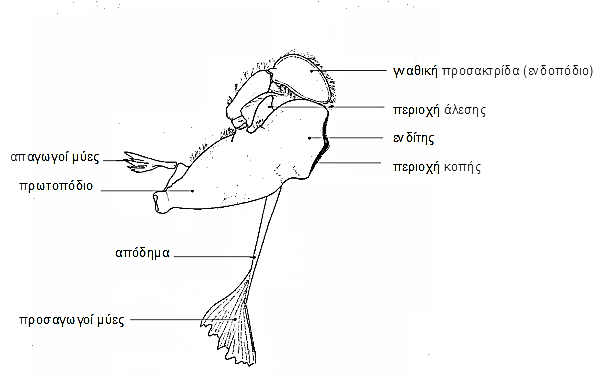 γναθική προσακτρίδα (ενδοπόδιο)
περιοχή άλεσης
ενδίτης
περιοχή κοπής
απαγωγοί μύες
πρωτοπόδιο
απόδημα
προσαγωγοί μύες